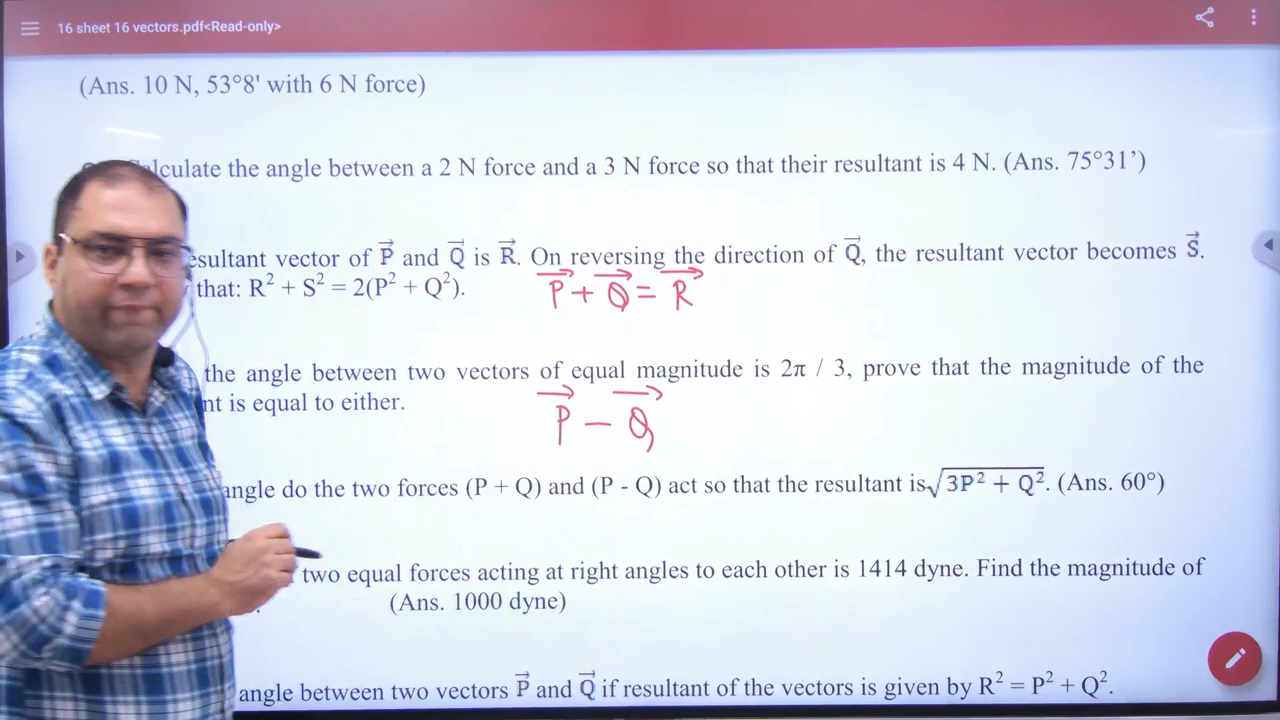 16 sheet 16 vectors.pdf<Read-only>
(Ans. 10 N, 53°8' with 6 N force)
the angle between a 2 N force and a 3 N force so that their resultant is 4 N. (Ans. 75°31’)
vector of P⃗ and Q⃗ is R⃗. On reversing the direction of Q⃗, the resultant vector becomes S⃗.
that: R² + S² = 2(P² + Q²).
P⃗ + Q⃗ = R⃗
the angle between two vectors of equal magnitude is 2π / 3, prove that the magnitude of the
is equal to either.
P⃗ − Q⃗
angle do the two forces (P + Q) and (P - Q) act so that the resultant is √3P² + Q². (Ans. 60°)
two equal forces acting at right angles to each other is 1414 dyne. Find the magnitude of
(Ans. 1000 dyne)
angle between two vectors P⃗ and Q⃗ if resultant of the vectors is given by R² = P² + Q².